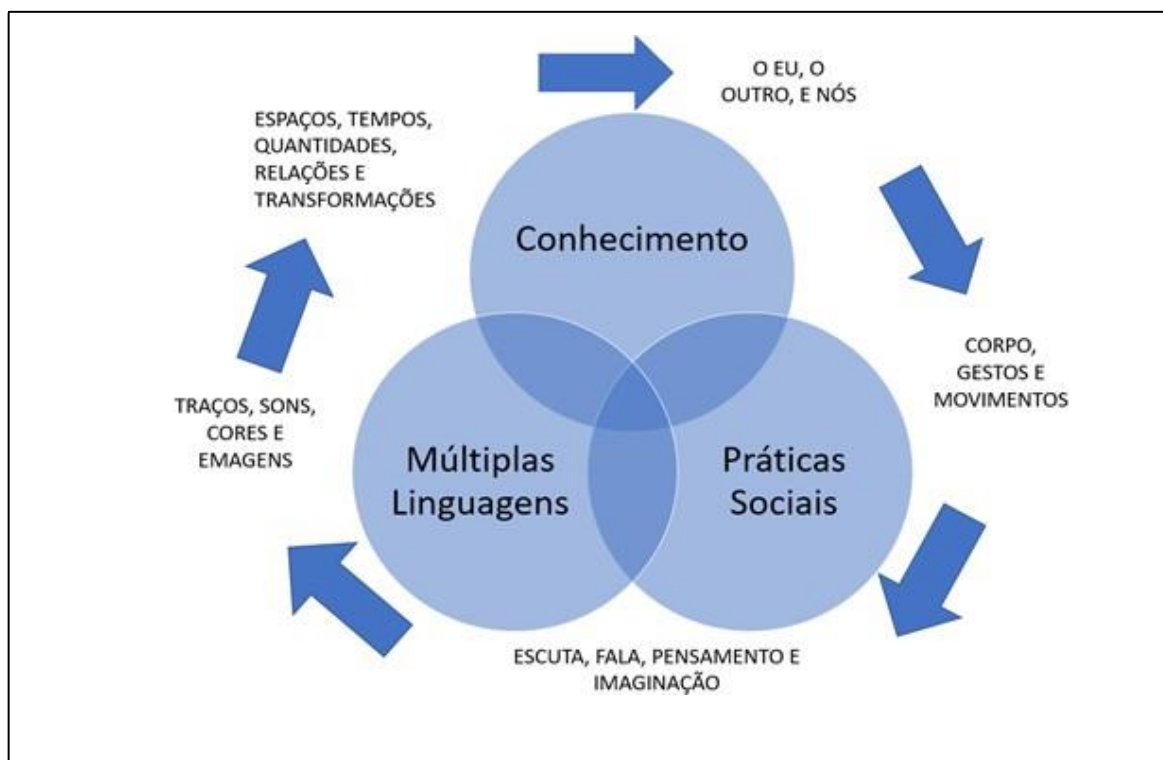 O EU, O
OUTRO, E NÓS
ESPAÇOS, TEMPOS,
QUANTIDADES,
RELAÇÕES E
TRANSFORMAÇÕES
Conhecimento
CORPO,
GESTOS E
MOVIMENTOS
TRAÇOS, SONS,
CORES E
EMAGENS
Múltiplas
Linguagens
Práticas
Sociais
ESCUTA, FALA, PENSAMENTO E
IMAGINAÇÃO